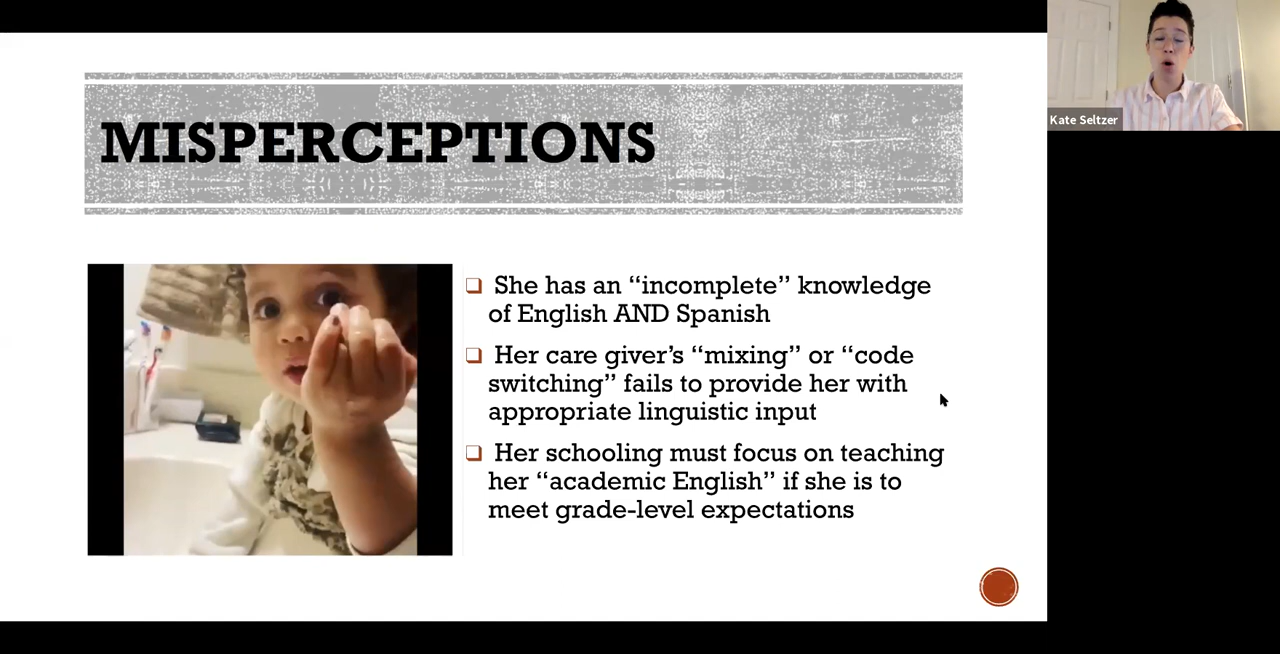 MISPERCEPTIONS
She has an “incomplete” knowledge
of English AND Spanish
Her care giver’s “mixing” or “code
switching” fails to provide her with
appropriate linguistic input
Her schooling must focus on teaching
her “academic English” if she is to
meet grade-level expectations
Kate Seltzer